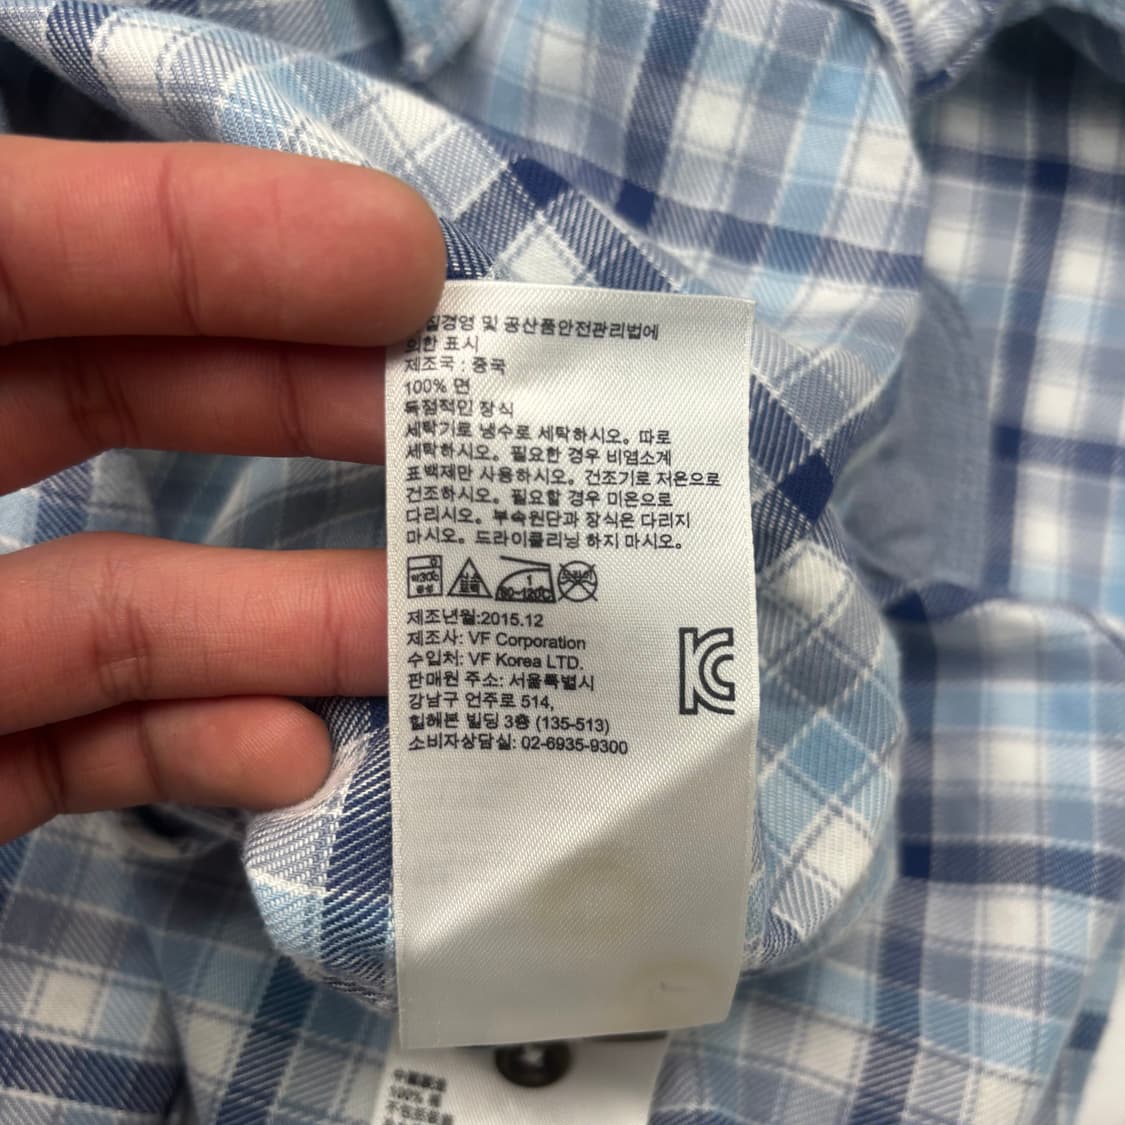 질경영 및 공산품안전관리법에
의한 표시
제조국 : 중국
100% 면
독점적인 장식
세탁기로 냉수로 세탁하시오. 따로
세탁하시오. 필요한 경우 비염소계
표백제만 사용하십시오. 건조기로 저온으로
건조하시오. 필요할 경우 미온으로
다리시오. 부속원단과 장식은 다리지
마시오. 드라이클리닝 하지 마시오.
1
80~120℃
제조년월:2015.12
제조사: VF Corporation
수입처: VF Korea LTD.
판매원 주소: 서울특별시
강남구 언주로 514,
힐해븐 빌딩 3층 (135-513)
소비자상담실: 02-6935-9300
100%